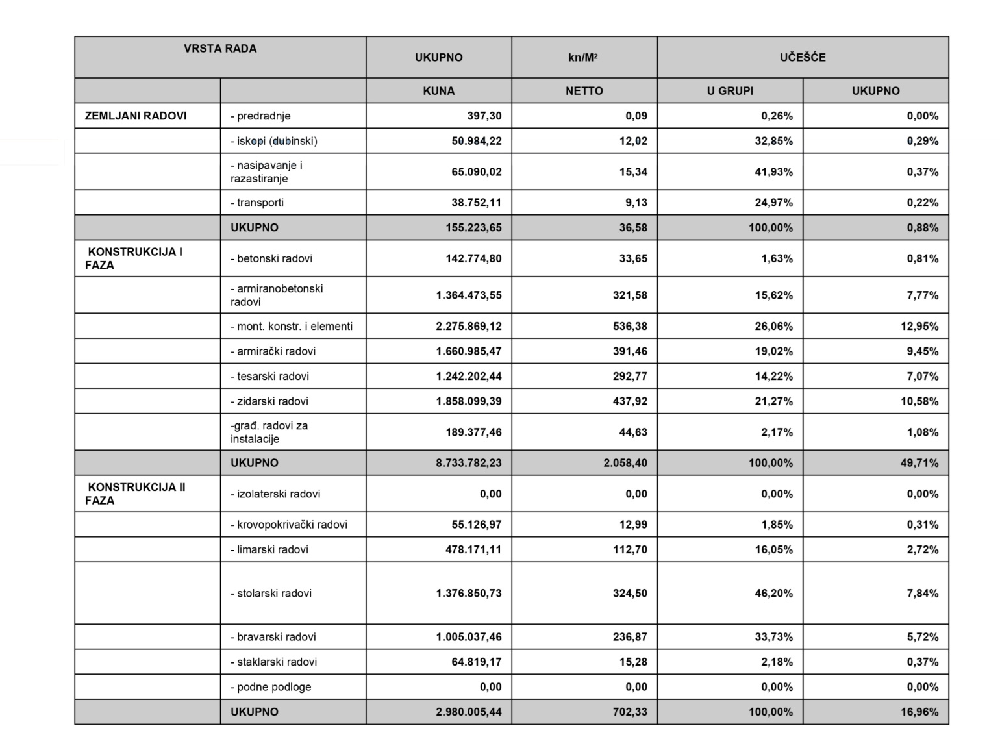 VRSTA RADA UKUPNO kn/M² UČEŠĆE
KUNA NETTO U GRUPI UKUPNO
ZEMLJANI RADOVI - predradnje 397,30 0,09 0,26% 0,00%
- iskopi (dubinski) 50.984,22 12,02 32,85% 0,29%
- nasipavanje i
razastiranje 65.090,02 15,34 41,93% 0,37%
- transporti 38.752,11 9,13 24,97% 0,22%
UKUPNO 155.223,65 36,58 100,00% 0,88%
KONSTRUKCIJA I
FAZA - betonski radovi 142.774,80 33,65 1,63% 0,81%
- armiranobetonski
radovi 1.364.473,55 321,58 15,62% 7,77%
- mont. konstr. i elementi 2.275.869,12 536,38 26,06% 12,95%
- armirački radovi 1.660.985,47 391,46 19,02% 9,45%
- tesarski radovi 1.242.202,44 292,77 14,22% 7,07%
- zidarski radovi 1.858.099,39 437,92 21,27% 10,58%
-građ. radovi za
instalacije 189.377,46 44,63 2,17% 1,08%
UKUPNO 8.733.782,23 2.058,40 100,00% 49,71%
KONSTRUKCIJA II
FAZA - izolaterski radovi 0,00 0,00 0,00% 0,00%
- krovopokrivački radovi 55.126,97 12,99 1,85% 0,31%
- limarski radovi 478.171,11 112,70 16,05% 2,72%
- stolarski radovi 1.376.850,73 324,50 46,20% 7,84%
- bravarski radovi 1.005.037,46 236,87 33,73% 5,72%
- staklarski radovi 64.819,17 15,28 2,18% 0,37%
- podne podloge 0,00 0,00 0,00% 0,00%
UKUPNO 2.980.005,44 702,33 100,00% 16,96%